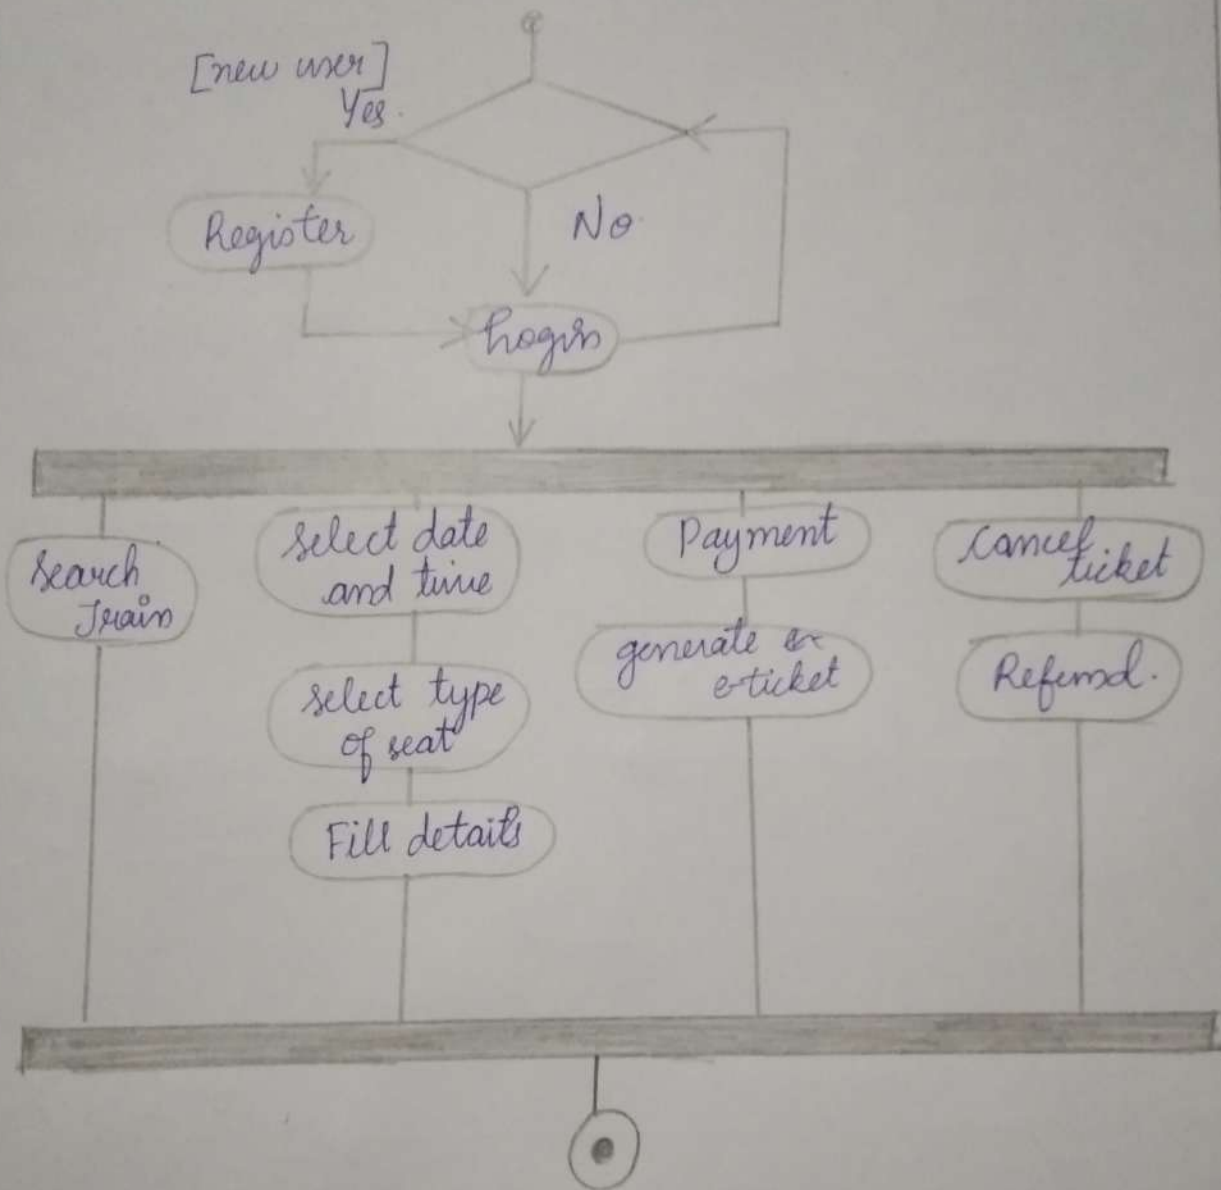 [new user]
Yes.
Register
No.
Login
Search
Train
Select date
and time
Payment
Cancel
ticket
generate
e-ticket
Refund.
select type
of seat
Fill details